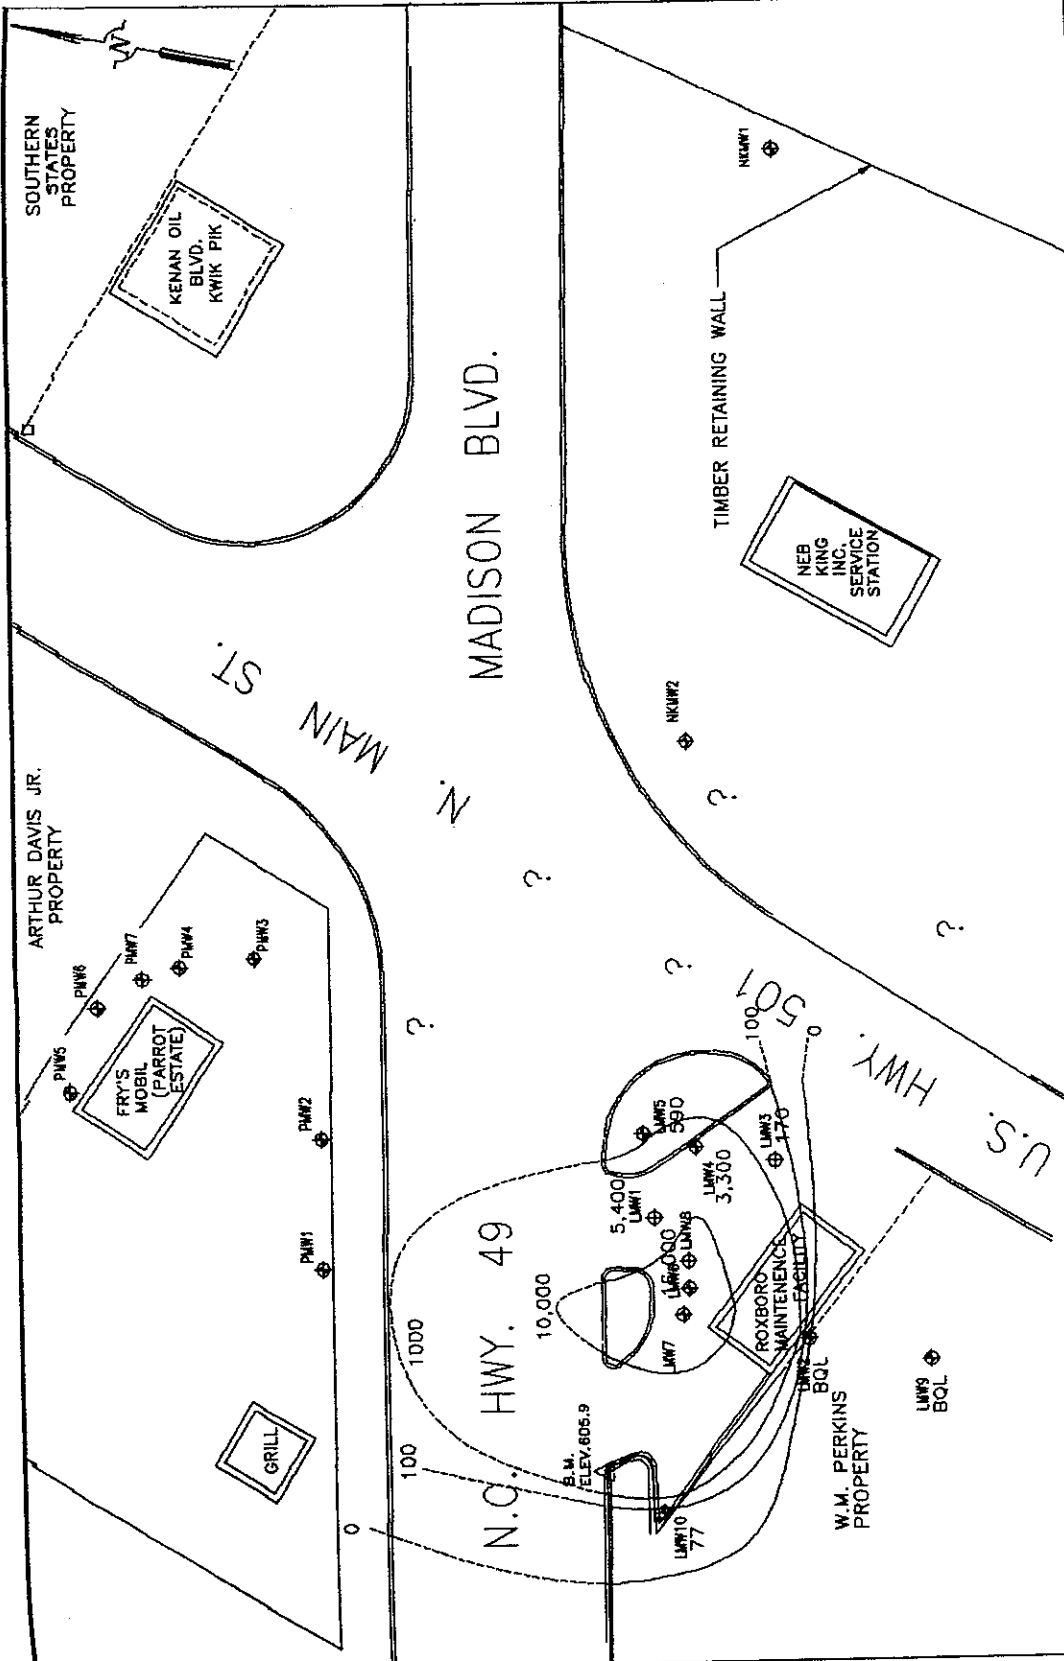 SOUTHERN
STATES
PROPERTY
N
KENAN OIL
BLVD.
KWIK PIK
ARTHUR DAVIS JR.
PROPERTY
PMW6
PMW7
PMW4
PMW3
PMW5
FRY'S
MOBIL
(PARROT
ESTATE)
PMW2
PMW1
GRILL
N. MAIN ST.
MADISON BLVD.
N.C. HWY. 49
U.S. HWY. 501
?
?
?
?
?
NKMW1
TIMBER RETAINING WALL
NEB
KING
INC.
SERVICE
STATION
NKMW2
0
100
1000
10,000
100
0
B.M.
ELEV.605.9
5,400
LMW1
LMW5
590
LMW4
3,300
LMW3
170
LMW8
LMW6
LMW7
ROXBORO
MAINTENENCE
FACILITY
LMW2
BQL
LMW9
BQL
LMW10
77
W.M. PERKINS
PROPERTY